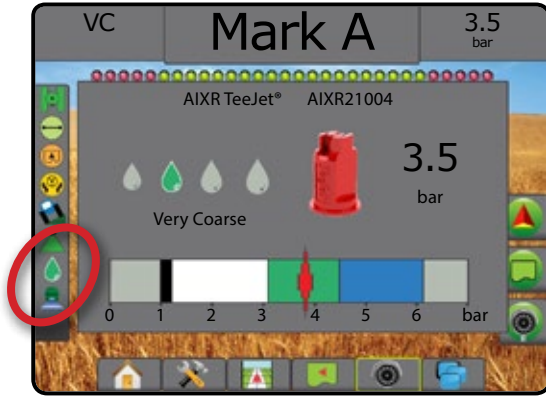 VC
Mark A
3.5
bar
AIXR TeeJet® AIXR21004
3.5
bar
Very Coarse
0 1 2 3 4 5 6 bar